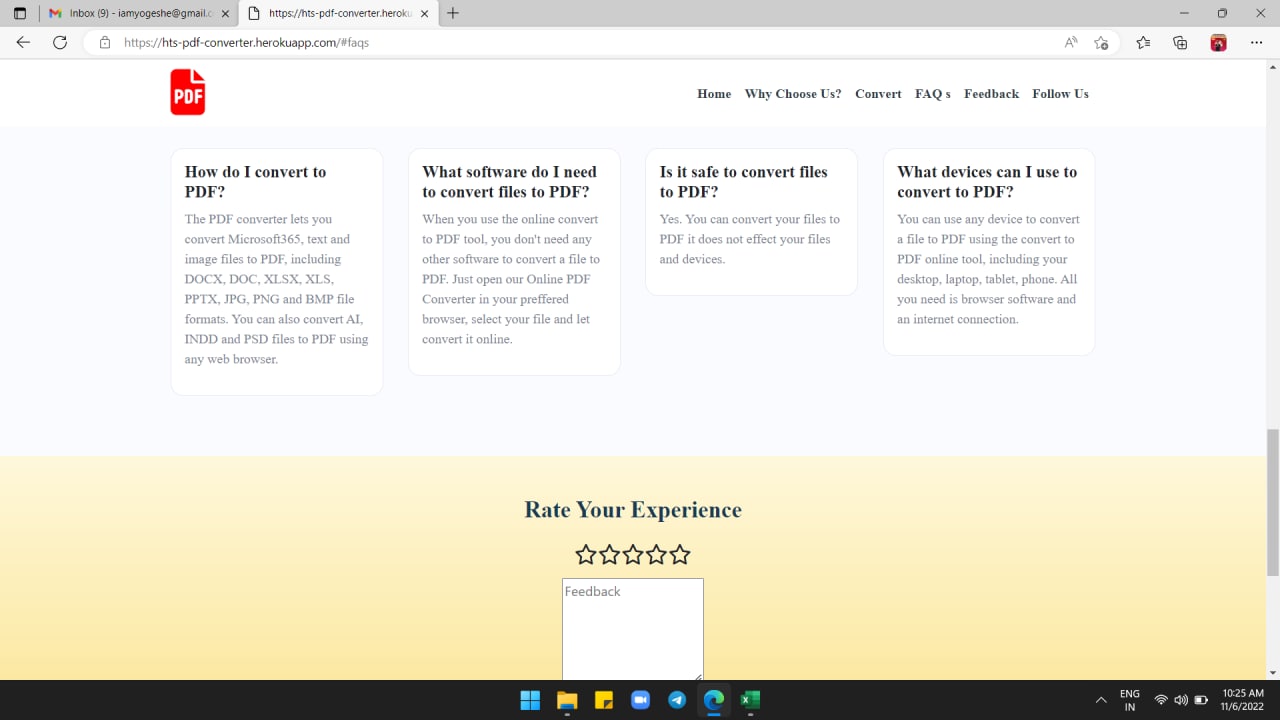 Inbox (9) - iamyogeshe@gmail.c
https://hts-pdf-converter.heroku
https://hts-pdf-converter.herokuapp.com/#faqs
PDF
Home Why Choose Us? Convert FAQ s Feedback Follow Us
How do I convert to
PDF?
The PDF converter lets you
convert Microsoft365, text and
image files to PDF, including
DOCX, DOC, XLSX, XLS,
PPTX, JPG, PNG and BMP file
formats. You can also convert AI,
INDD and PSD files to PDF using
any web browser.
What software do I need
to convert files to PDF?
When you use the online convert
to PDF tool, you don't need any
other software to convert a file to
PDF. Just open our Online PDF
Converter in your preffered
browser, select your file and let
convert it online.
Is it safe to convert files
to PDF?
Yes. You can convert your files to
PDF it does not effect your files
and devices.
What devices can I use to
convert to PDF?
You can use any device to convert
a file to PDF using the convert to
PDF online tool, including your
desktop, laptop, tablet, phone. All
you need is browser software and
an internet connection.
Rate Your Experience
Feedback
ENG
IN
10:25 AM
11/6/2022